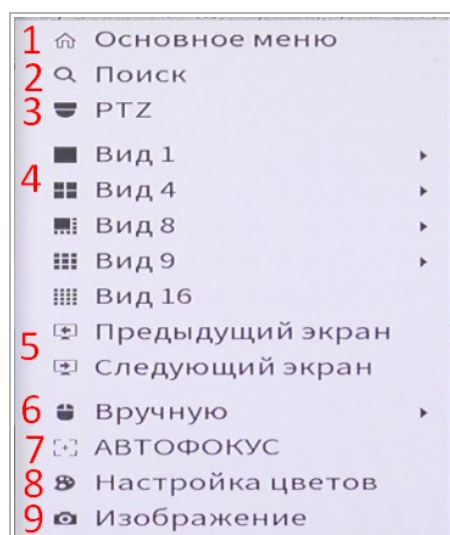 1 Основное меню
2 Поиск
3 PTZ
Вид 1
4 Вид 4
Вид 8
Вид 9
Вид 16
Предыдущий экран
5
Следующий экран
6 Вручную
7 АВТОФОКУС
8 Настройка цветов
9 Изображение